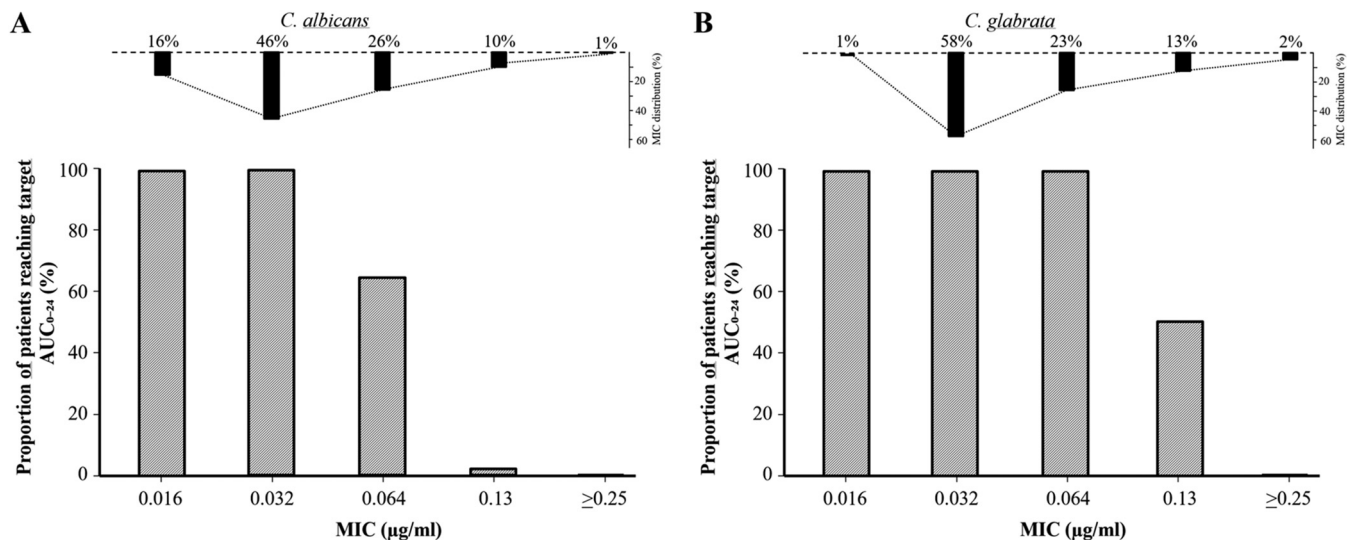 A
C. albicans
16% 46% 26% 10% 1%
20
40
60
MIC distribution (%)
Proportion of patients reaching target
AUC₀₋₂₄ (%)
100
80
60
40
20
0
0.016 0.032 0.064 0.13 ≥0.25
MIC (µg/ml)
B
C. glabrata
1% 58% 23% 13% 2%
20
40
60
MIC distribution (%)
Proportion of patients reaching target
AUC₀₋₂₄ (%)
100
80
60
40
20
0
0.016 0.032 0.064 0.13 ≥0.25
MIC (µg/ml)